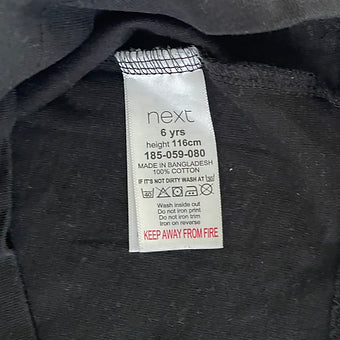 next
6 yrs
height 116cm
185-059-080
MADE IN BANGLADESH
100% COTTON
IF IT'S NOT DIRTY WASH AT 30
40
Wash inside out
Do not iron print
Do not iron trim
Iron on reverse
KEEP AWAY FROM FIRE